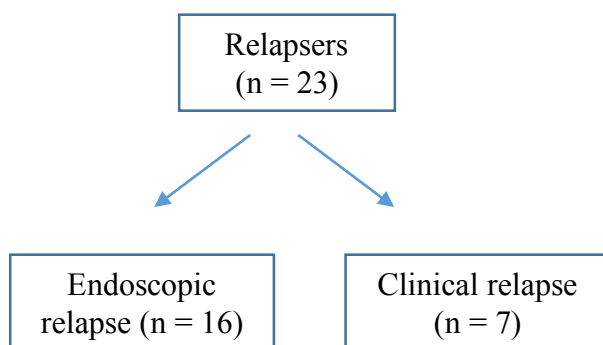 Relapsers
(n = 23)
Endoscopic
relapse (n = 16)
Clinical relapse
(n = 7)